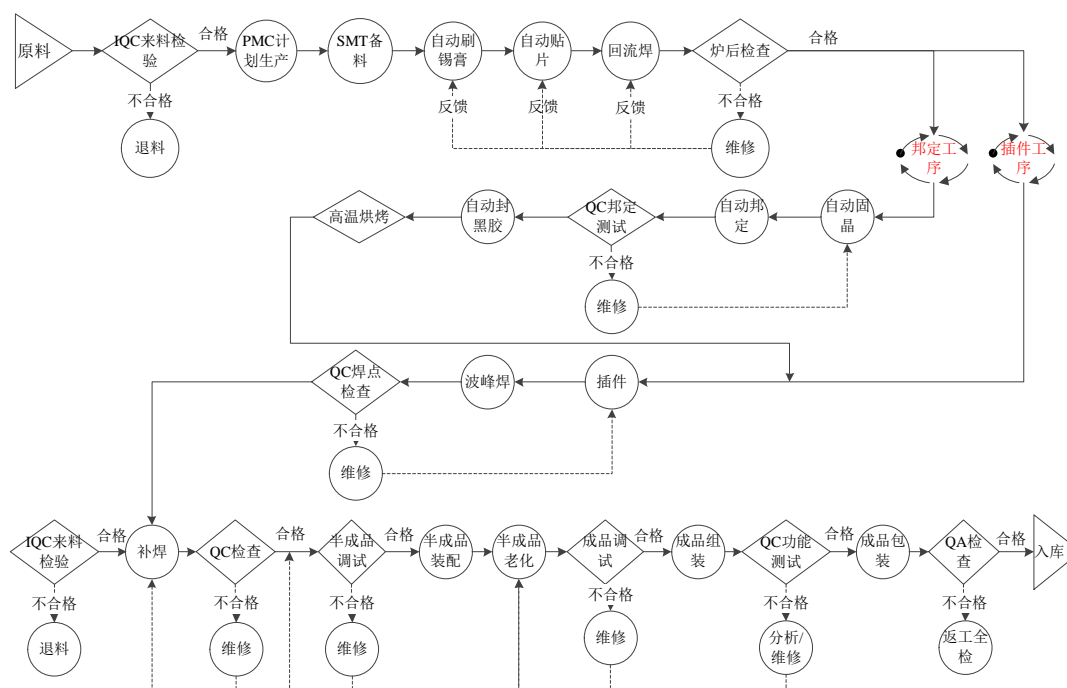 原料
IQC来料检
验
合格
PMC计
划生产
SMT备
料
自动刷
锡膏
自动贴
片
回流焊
炉后检查
合格
不合格
反馈
反馈
反馈
不合格
退料
维修
邦定工
序
插件工
序
高温烘烤
自动封
黑胶
QC邦定
测试
自动邦
定
自动固
晶
不合格
维修
QC焊点
检查
波峰焊
插件
不合格
维修
IQC来料
检验
合格
补焊
QC检查
合格
半成品
调试
合格
半成品
装配
半成品
老化
成品调
试
合格
成品组
装
QC功能
测试
合格
成品包
装
QA检
查
合格
入库
不合格
不合格
不合格
不合格
不合格
不合格
退料
维修
维修
维修
分析/
维修
返工全
检